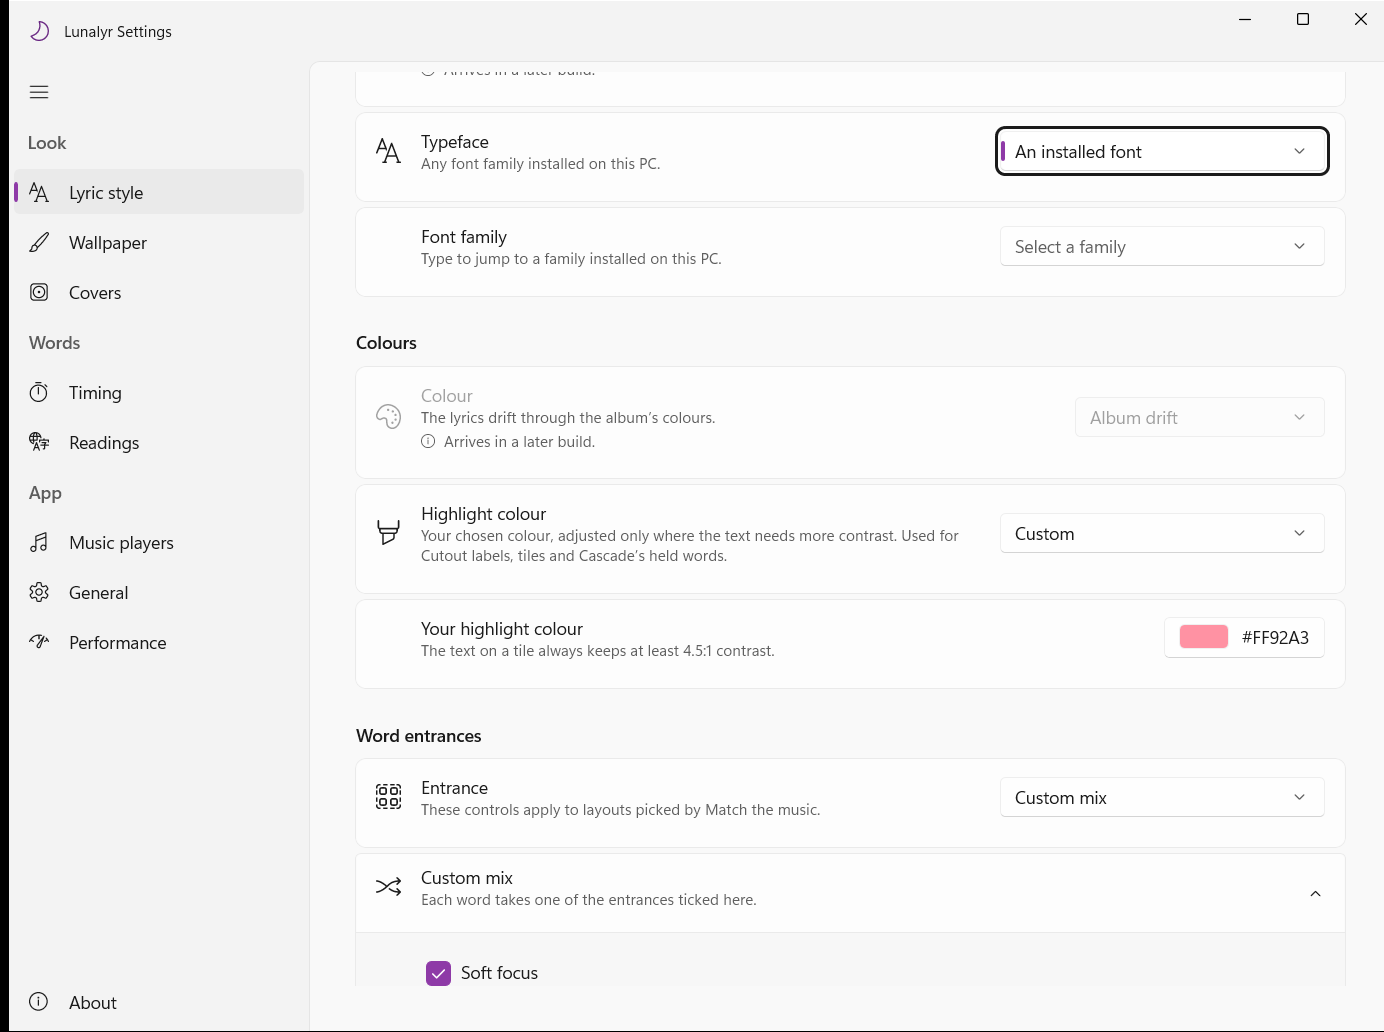 Lunalyr Settings
Look
Lyric style
Wallpaper
Covers
Words
Timing
Readings
App
Music players
General
Performance
About
Arrives in a later build.
Typeface
Any font family installed on this PC.
An installed font
Font family
Type to jump to a family installed on this PC.
Select a family
Colours
Colour
The lyrics drift through the album’s colours.
Arrives in a later build.
Album drift
Highlight colour
Your chosen colour, adjusted only where the text needs more contrast. Used for
Cutout labels, tiles and Cascade’s held words.
Custom
Your highlight colour
The text on a tile always keeps at least 4.5:1 contrast.
#FF92A3
Word entrances
Entrance
These controls apply to layouts picked by Match the music.
Custom mix
Custom mix
Each word takes one of the entrances ticked here.
Soft focus